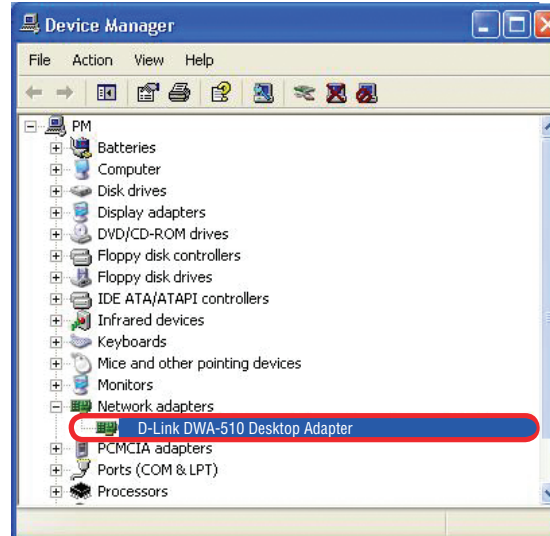 Device Manager
File Action View Help
PM
Batteries
Computer
Disk drives
Display adapters
DVD/CD-ROM drives
Floppy disk controllers
Floppy disk drives
IDE ATA/ATAPI controllers
Infrared devices
Keyboards
Mice and other pointing devices
Monitors
Network adapters
D-Link DWA-510 Desktop Adapter
PCMCIA adapters
Ports (COM & LPT)
Processors